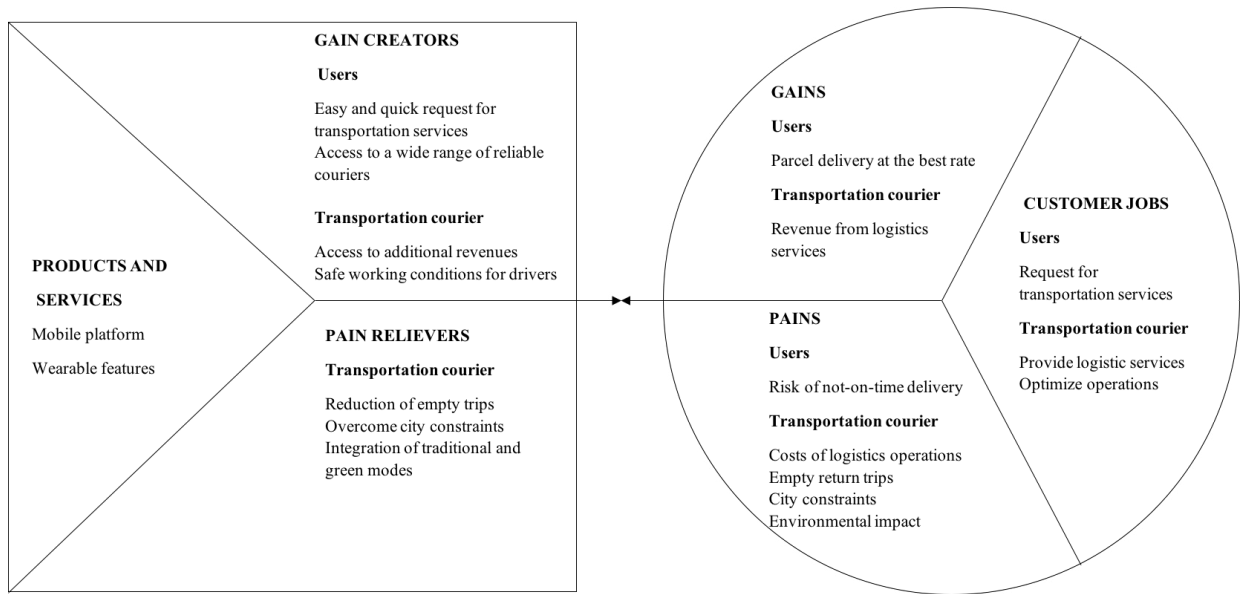 PRODUCTS AND
SERVICES
Mobile platform
Wearable features
GAIN CREATORS
Users
Easy and quick request for
transportation services
Access to a wide range of reliable
couriers
Transportation courier
Access to additional revenues
Safe working conditions for drivers
PAIN RELIEVERS
Transportation courier
Reduction of empty trips
Overcome city constraints
Integration of traditional and
green modes
GAINS
Users
Parcel delivery at the best rate
Transportation courier
Revenue from logistics
services
PAINS
Users
Risk of not-on-time delivery
Transportation courier
Costs of logistics operations
Empty return trips
City constraints
Environmental impact
CUSTOMER JOBS
Users
Request for
transportation services
Transportation courier
Provide logistic services
Optimize operations